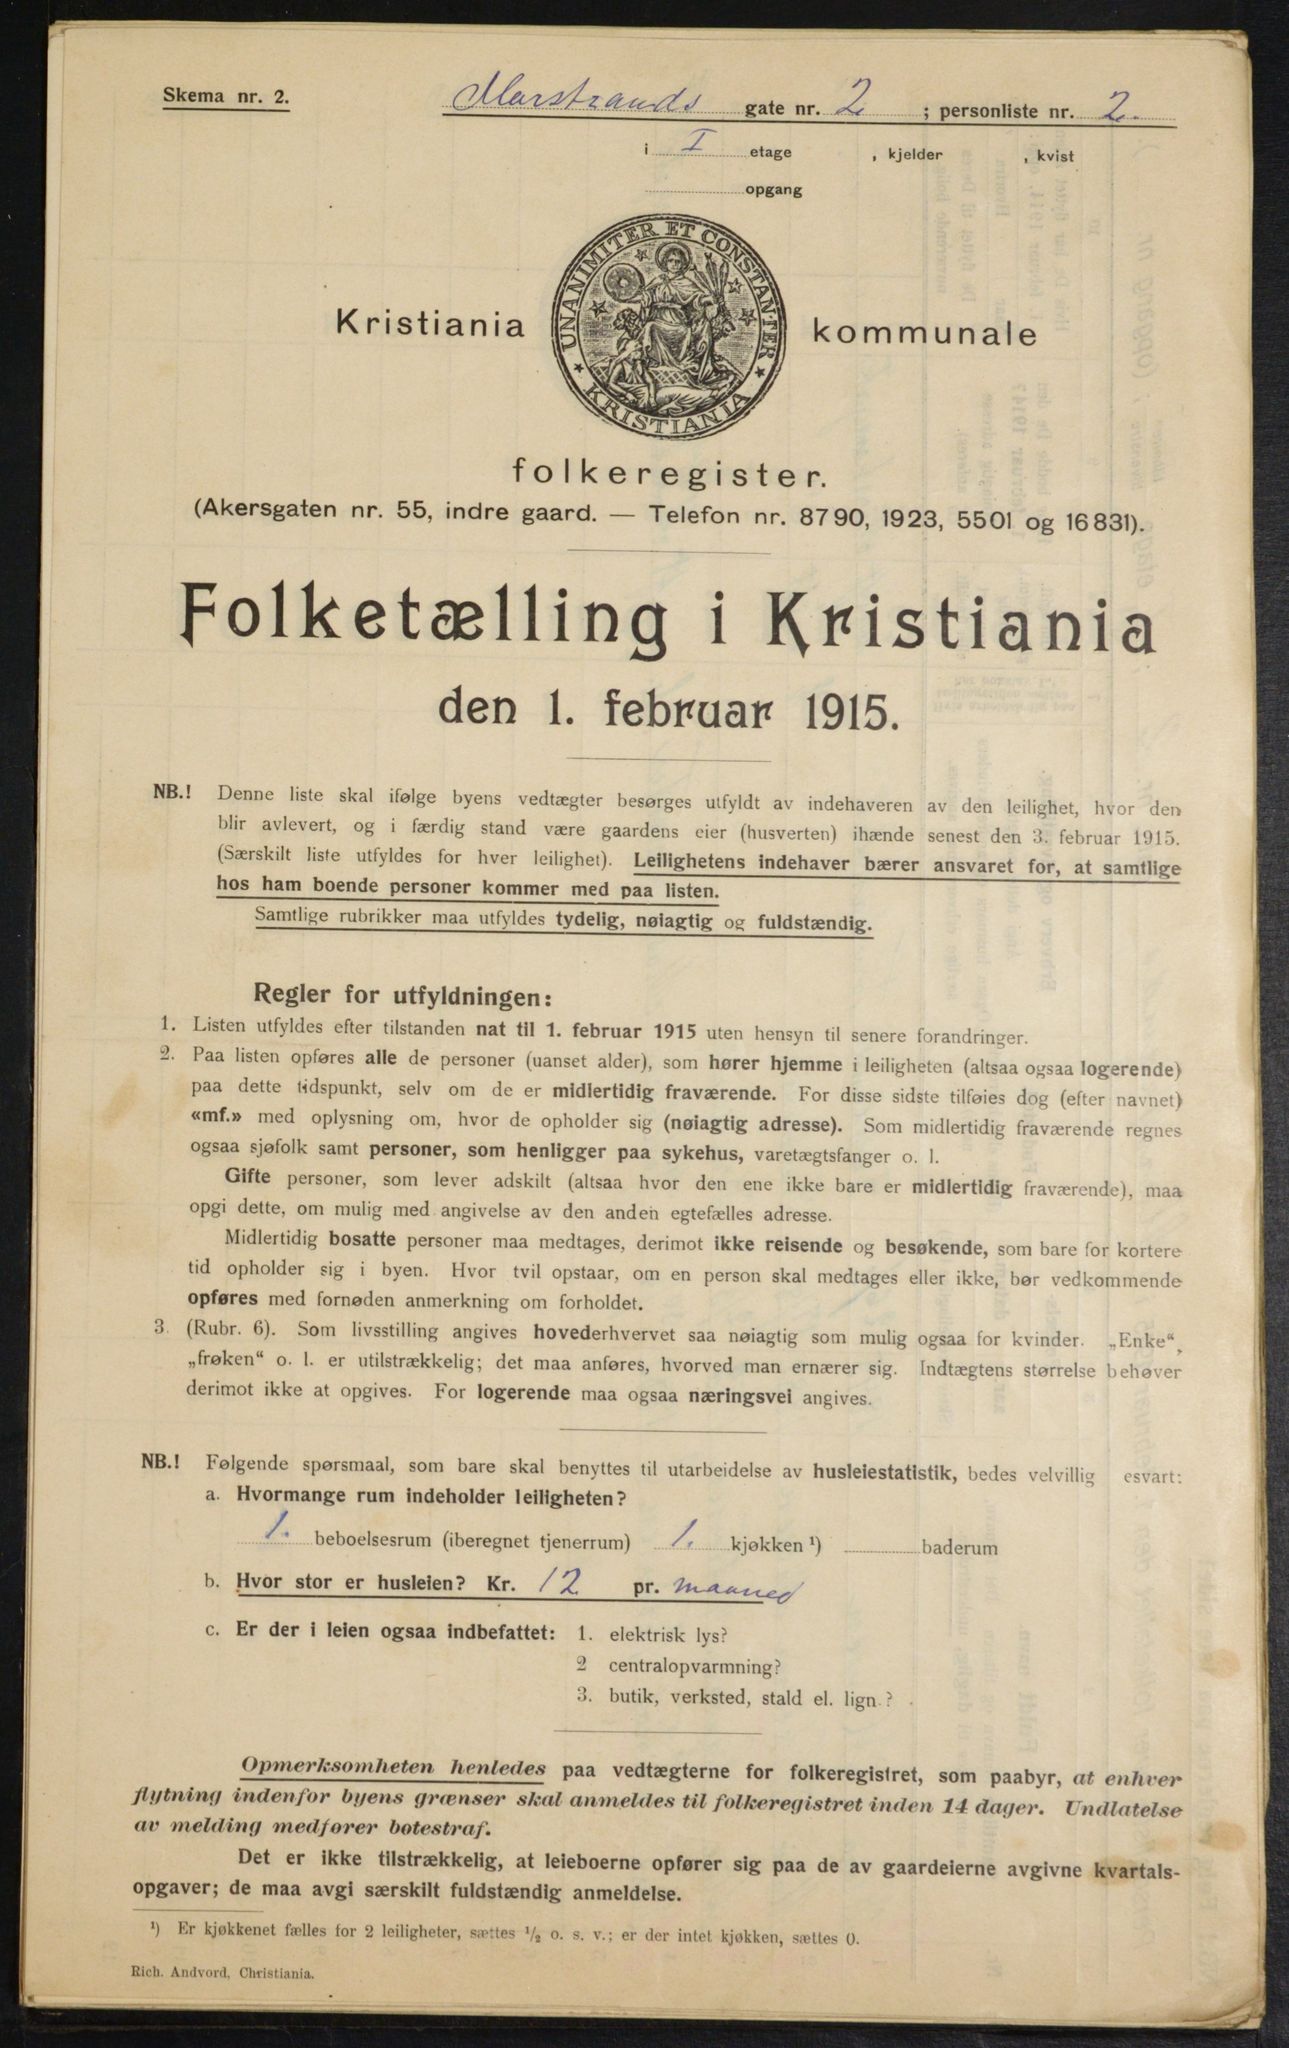 Skema nr. 2.
Marstrands gate nr. 2 ; personliste nr. 2.
i I etage , kjelder , kvist
opgang
UNANIMITER ET CONSTANTER
KRISTIANIA
Kristiania kommunale
folkeregister.
(Akersgaten nr. 55, indre gaard. — Telefon nr. 8790, 1923, 5501 og 16831).
Folketælling i Kristiania
den 1. februar 1915.
NB.! Denne liste skal ifølge byens vedtægter besørges utfyldt av indehaveren av den leilighet, hvor den
blir avlevert, og i færdig stand være gaardens eier (husverten) ihænde senest den 3. februar 1915.
(Særskilt liste utfyldes for hver leilighet). Leilighetens indehaver bærer ansvaret for, at samtlige
hos ham boende personer kommer med paa listen.
Samtlige rubrikker maa utfyldes tydelig, nøiagtig og fuldstændig.
Regler for utfyldningen:
1. Listen utfyldes efter tilstanden nat til 1. februar 1915 uten hensyn til senere forandringer.
2. Paa listen opføres alle de personer (uanset alder), som hører hjemme i leiligheten (altsaa ogsaa logerende)
paa dette tidspunkt, selv om de er midlertidig fraværende. For disse sidste tilføies dog (efter navnet)
«mf.» med oplysning om, hvor de opholder sig (nøiagtig adresse). Som midlertidig fraværende regnes
ogsaa sjøfolk samt personer, som henligger paa sykehus, varetægtsfanger o. l.
Gifte personer, som lever adskilt (altsaa hvor den ene ikke bare er midlertidig fraværende), maa
opgi dette, om mulig med angivelse av den anden egtefælles adresse.
Midlertidig bosatte personer maa medtages, derimot ikke reisende og besøkende, som bare for kortere
tid opholder sig i byen. Hvor tvil opstaar, om en person skal medtages eller ikke, bør vedkommende
opføres med fornøden anmerkning om forholdet.
3. (Rubr. 6). Som livsstilling angives hovederhvervet saa nøiagtig som mulig ogsaa for kvinder. „Enke“,
„frøken“ o. l. er utilstrækkelig; det maa anføres, hvorved man ernærer sig. Indtægtens størrelse behøver
derimot ikke at opgives. For logerende maa ogsaa næringsvei angives.
NB.! Følgende spørsmaal, som bare skal benyttes til utarbeidelse av husleiestatistik, bedes velvillig esvart:
a. Hvormange rum indeholder leiligheten?
1. beboelsesrum (iberegnet tjenerrum) 1. kjøkken ¹) baderum
b. Hvor stor er husleien? Kr. 12 pr. maaned
c. Er der i leien ogsaa indbefattet: 1. elektrisk lys?
2 centralopvarmning?
3. butik, verksted, stald el. lign.?
Opmerksomheten henledes paa vedtægterne for folkeregistret, som paabyr, at enhver
flytning indenfor byens grænser skal anmeldes til folkeregistret inden 14 dager. Undlatelse
av melding medfører botestraf.
Det er ikke tilstrækkelig, at leieboerne opfører sig paa de av gaardeierne avgivne kvartals-
opgaver; de maa avgi særskilt fuldstændig anmeldelse.
¹) Er kjøkkenet fælles for 2 leiligheter, sættes ½ o. s. v.; er der intet kjøkken, sættes 0.
Rich. Andvord, Christiania.